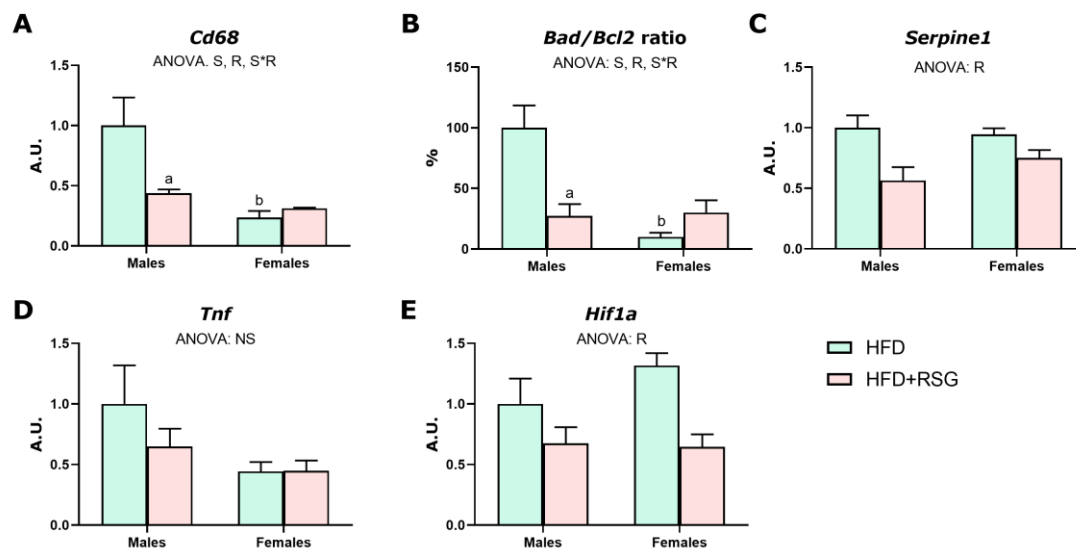 A
Cd68
ANOVA. S, R, S*R
1.5
1.0
0.5
0.0
A.U.
a
b
Males
Females
B
Bad/Bcl2 ratio
ANOVA: S, R, S*R
150
100
50
0
%
a
b
Males
Females
C
Serpine1
ANOVA: R
1.5
1.0
0.5
0.0
A.U.
Males
Females
D
Tnf
ANOVA: NS
1.5
1.0
0.5
0.0
A.U.
Males
Females
E
Hif1a
ANOVA: R
1.5
1.0
0.5
0.0
A.U.
Males
Females
HFD
HFD+RSG